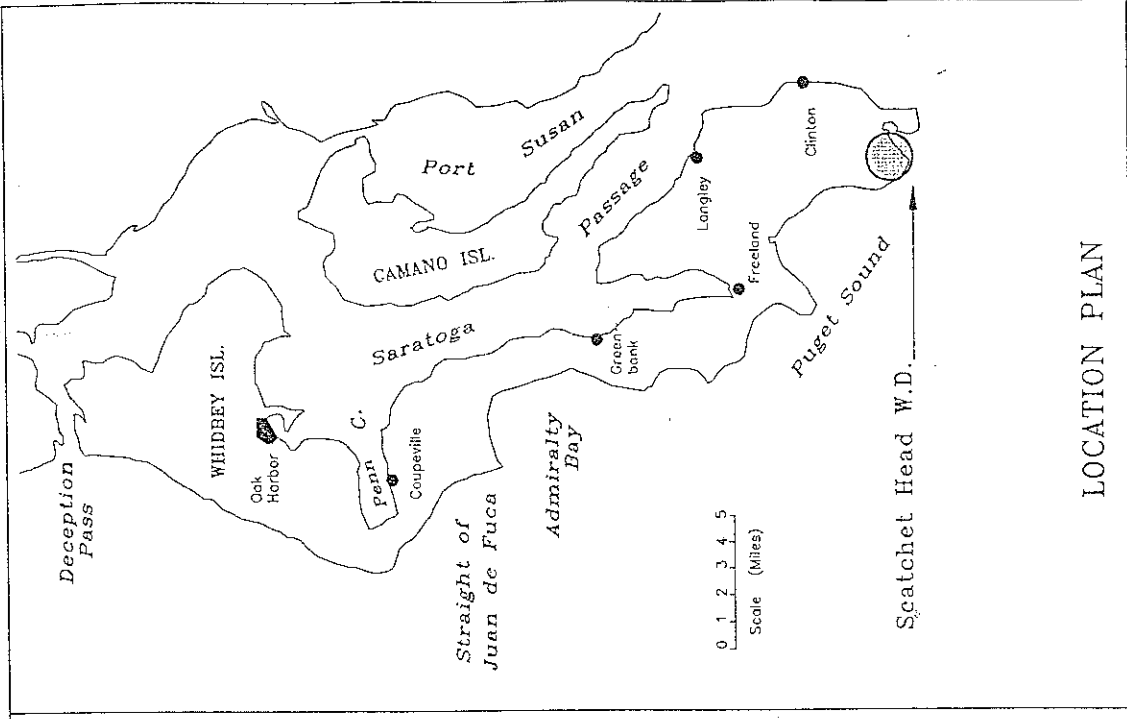 Deception
Pass
WHIDBEY ISL.
Oak
Harbor
Penn C.
Coupeville
Saratoga
Passage
CAMANO ISL.
Port Susan
Straight of
Juan de Fuca
Admiralty
Bay
Green
bank
Langley
Freeland
Clinton
Puget Sound
0 1 2 3 4 5
Scale (Miles)
Scatchet Head W.D.
LOCATION PLAN